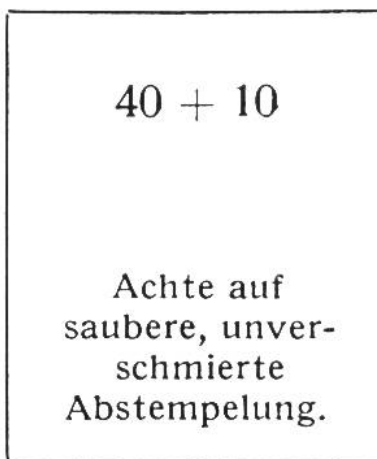 40 + 10
Achte auf
saubere, unver-
schmierte
Abstempelung.